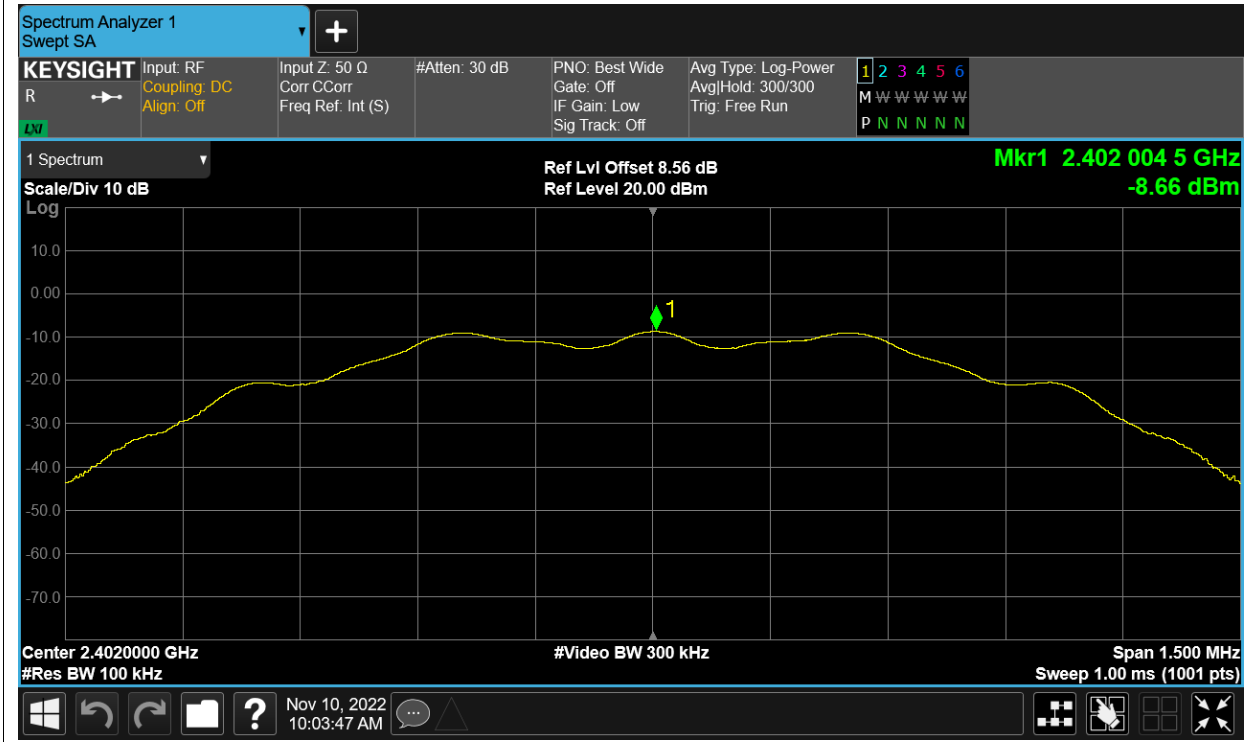 Spectrum Analyzer 1
Swept SA
KEYSIGHT
R
LXI
Input: RF
Coupling: DC
Align: Off
Input Z: 50 Ω
Corr CCorr
Freq Ref: Int (S)
#Atten: 30 dB
PNO: Best Wide
Gate: Off
IF Gain: Low
Sig Track: Off
Avg Type: Log-Power
Avg|Hold: 300/300
Trig: Free Run
1 2 3 4 5 6
M W W W W W
P N N N N N
1 Spectrum
Scale/Div 10 dB
Log
Ref Lvl Offset 8.56 dB
Ref Level 20.00 dBm
Mkr1 2.402 004 5 GHz
-8.66 dBm
1
10.0
0.00
-10.0
-20.0
-30.0
-40.0
-50.0
-60.0
-70.0
Center 2.4020000 GHz
#Res BW 100 kHz
#Video BW 300 kHz
Span 1.500 MHz
Sweep 1.00 ms (1001 pts)
?
Nov 10, 2022
10:03:47 AM